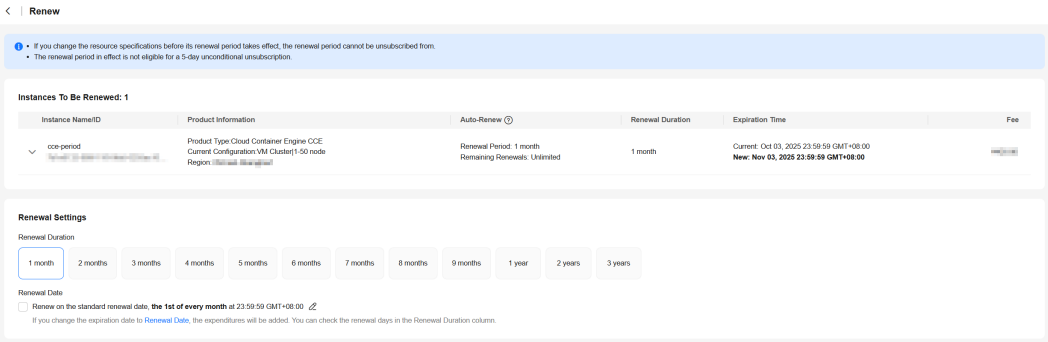 Renew
• If you change the resource specifications before its renewal period takes effect, the renewal period cannot be unsubscribed from.
• The renewal period in effect is not eligible for a 5-day unconditional unsubscription.
Instances To Be Renewed: 1
Instance Name/ID Product Information Auto-Renew Renewal Duration Expiration Time Fee
cce-period
Product Type:Cloud Container Engine CCE
Current Configuration:VM Cluster|1-50 node
Region:
Renewal Period: 1 month
Remaining Renewals: Unlimited
1 month
Current: Oct 03, 2025 23:59:59 GMT+08:00
New: Nov 03, 2025 23:59:59 GMT+08:00
Renewal Settings
Renewal Duration
1 month 2 months 3 months 4 months 5 months 6 months 7 months 8 months 9 months 1 year 2 years 3 years
Renewal Date
Renew on the standard renewal date, the 1st of every month at 23:59:59 GMT+08:00
If you change the expiration date to Renewal Date, the expenditures will be added. You can check the renewal days in the Renewal Duration column.